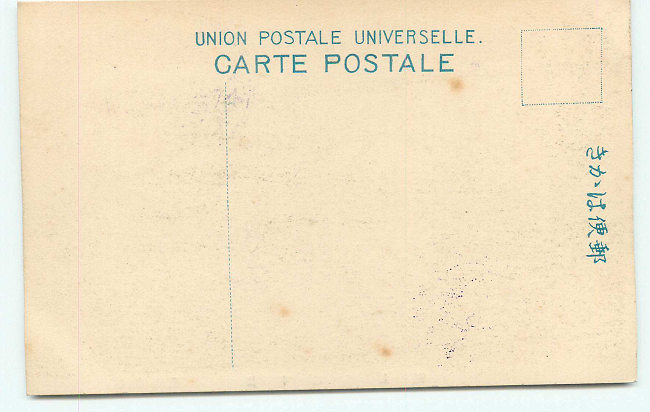 UNION POSTALE UNIVERSELLE.
CARTE POSTALE
郵便はかき